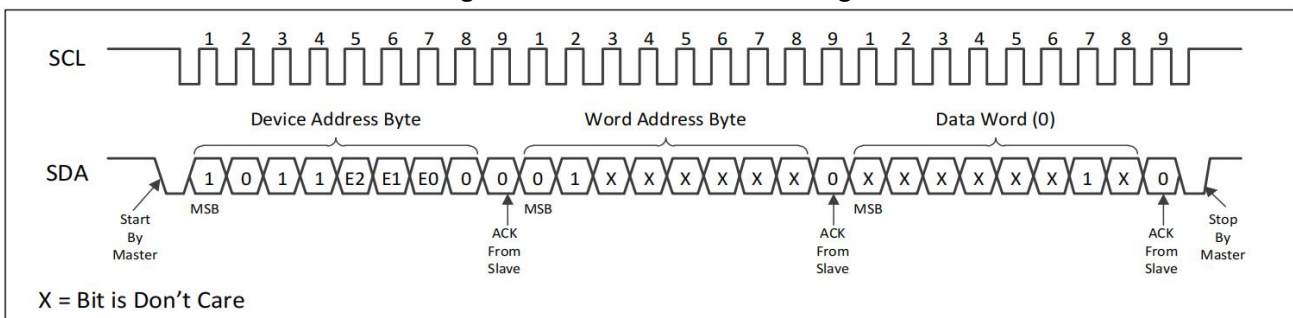 SCL
1 2 3 4 5 6 7 8 9 1 2 3 4 5 6 7 8 9 1 2 3 4 5 6 7 8 9
Device Address Byte
Word Address Byte
Data Word (0)
SDA
1 0 1 1 E2 E1 E0 0 0 0 1 X X X X X X 0 X X X X X X 1 X 0
MSB
MSB
MSB
Start
By
Master
ACK
From
Slave
ACK
From
Slave
ACK
From
Slave
Stop
By
Master
X = Bit is Don't Care